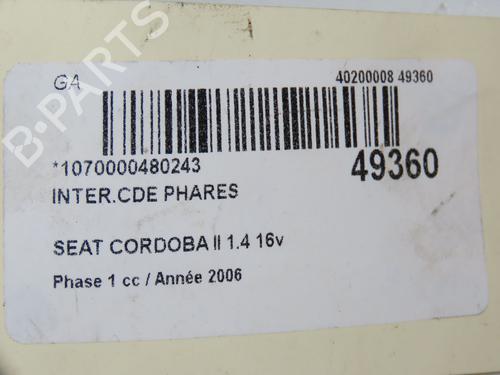 GA
40200008 49360
*1070000480243
49360
INTER.CDE PHARES
SEAT CORDOBA II 1.4 16v
Phase 1 cc / Année 2006
B-PARTS